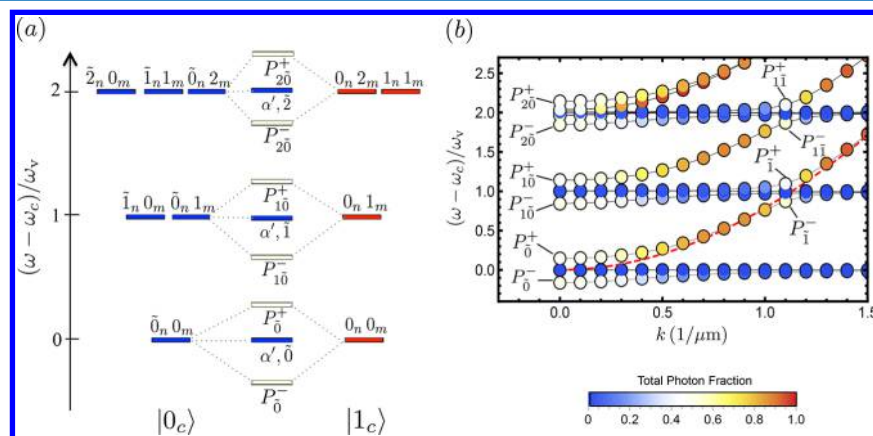 (a)
(ω − ω_c)/ω_v
2
1
0
2̃_n 0_m 1̃_n 1_m 0̃_n 2_m
P⁺_{20̃}
α′, 2̃
P⁻_{20̃}
0_n 2_m 1_n 1_m
1̃_n 0_m 0̃_n 1_m
P⁺_{10̃}
α′, 1̃
P⁻_{10̃}
0_n 1_m
0̃_n 0_m
P⁺_{0̃}
α′, 0̃
P⁻_{0̃}
0_n 0_m
|0_c⟩
|1_c⟩
(b)
(ω − ω_c)/ω_v
2.5
2.0
1.5
1.0
0.5
0.0
P⁺_{20̃}
P⁻_{20̃}
P⁺_{10̃}
P⁻_{10̃}
P⁺_{0̃}
P⁻_{0̃}
P⁺_{11̃}
P⁻_{11̃}
P⁺_{1̃}
P⁻_{1̃}
0.0 0.5 1.0 1.5
k (1/μm)
Total Photon Fraction
0 0.2 0.4 0.6 0.8 1.0